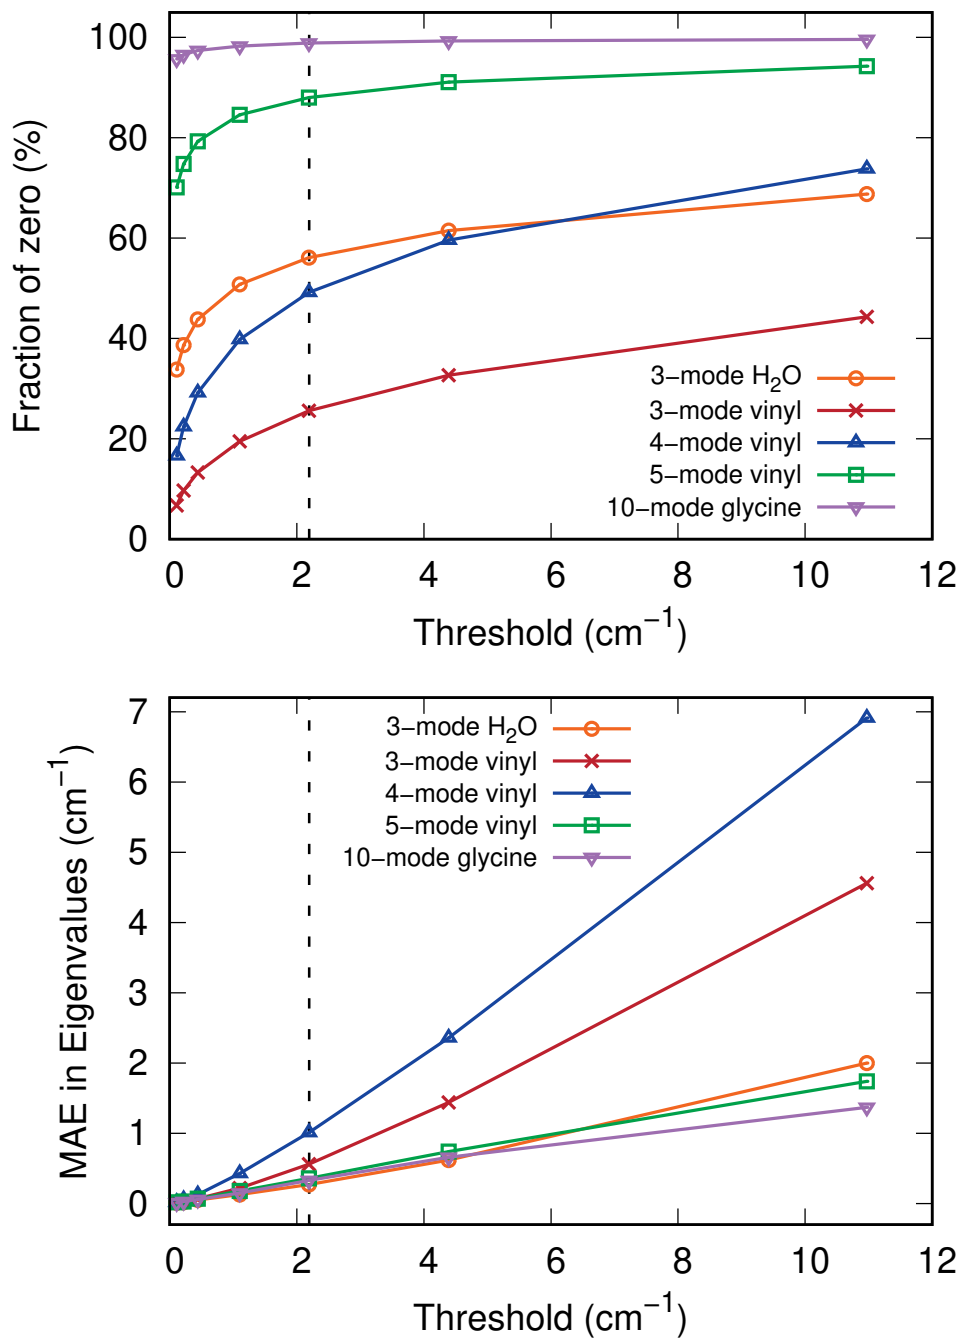 Fraction of zero (%)
100
80
60
40
20
0
3−mode H₂O
3−mode vinyl
4−mode vinyl
5−mode vinyl
10−mode glycine
0 2 4 6 8 10 12
Threshold (cm⁻¹)
MAE in Eigenvalues (cm⁻¹)
7
6
5
4
3
2
1
0
3−mode H₂O
3−mode vinyl
4−mode vinyl
5−mode vinyl
10−mode glycine
0 2 4 6 8 10 12
Threshold (cm⁻¹)